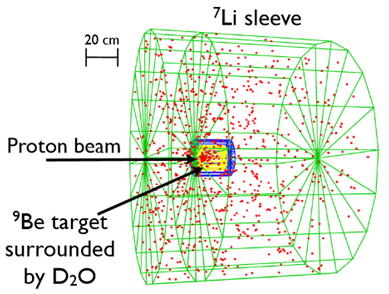 ⁷Li sleeve
20 cm
Proton beam
⁹Be target
surrounded
by D₂O